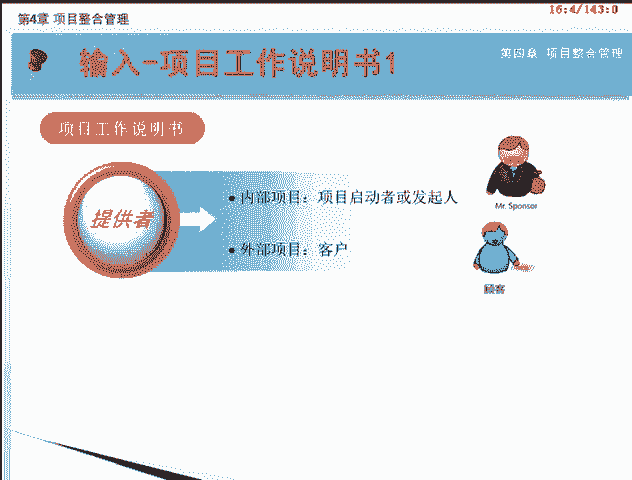 第4章 项目整合管理
16:4/143:0
输入-项目工作说明书1
第四章 项目整合管理
项目工作说明书
提供者
• 内部项目：项目启动者或发起人
Mr. Sponsor
• 外部项目：客户
顾客